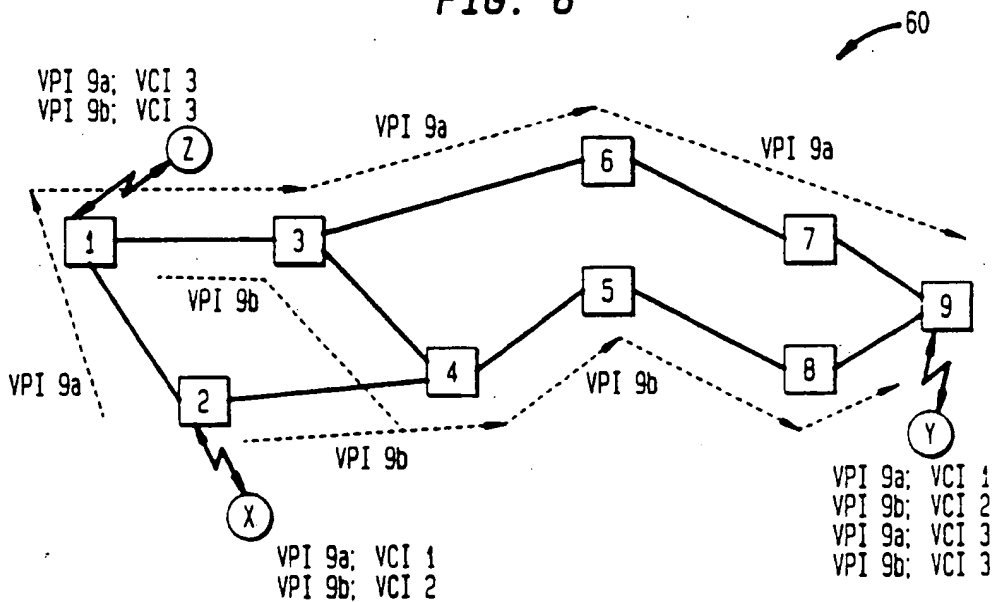 FIG. 6
60
VPI 9a; VCI 3
VPI 9b; VCI 3
Z
VPI 9a
VPI 9a
6
1
3
7
VPI 9b
5
9
4
8
VPI 9a
2
VPI 9b
VPI 9b
Y
X
VPI 9a; VCI 1
VPI 9b; VCI 2
VPI 9a; VCI 3
VPI 9b; VCI 3
VPI 9a; VCI 1
VPI 9b; VCI 2